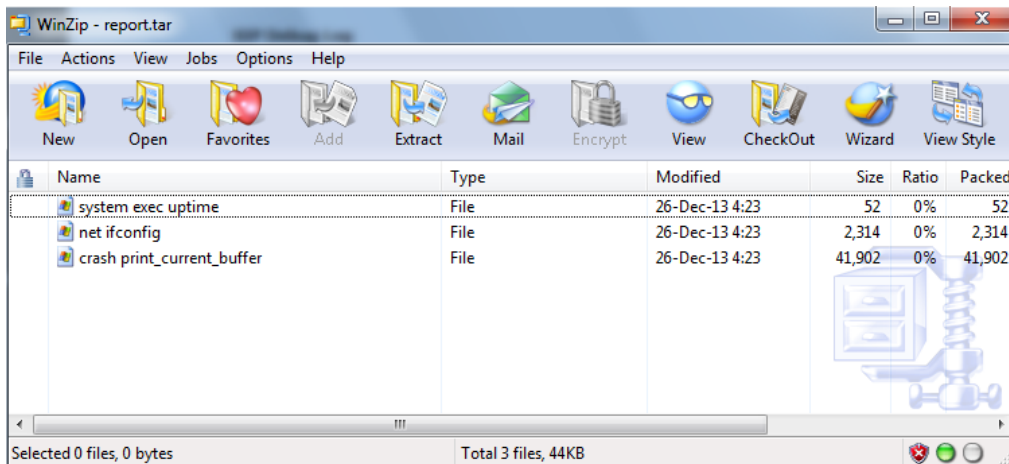 WinZip - report.tar
File Actions View Jobs Options Help
New Open Favorites Add Extract Mail Encrypt View CheckOut Wizard View Style
Name Type Modified Size Ratio Packed
system exec uptime File 26-Dec-13 4:23 52 0% 52
net ifconfig File 26-Dec-13 4:23 2,314 0% 2,314
crash print_current_buffer File 26-Dec-13 4:23 41,902 0% 41,902
Selected 0 files, 0 bytes Total 3 files, 44KB